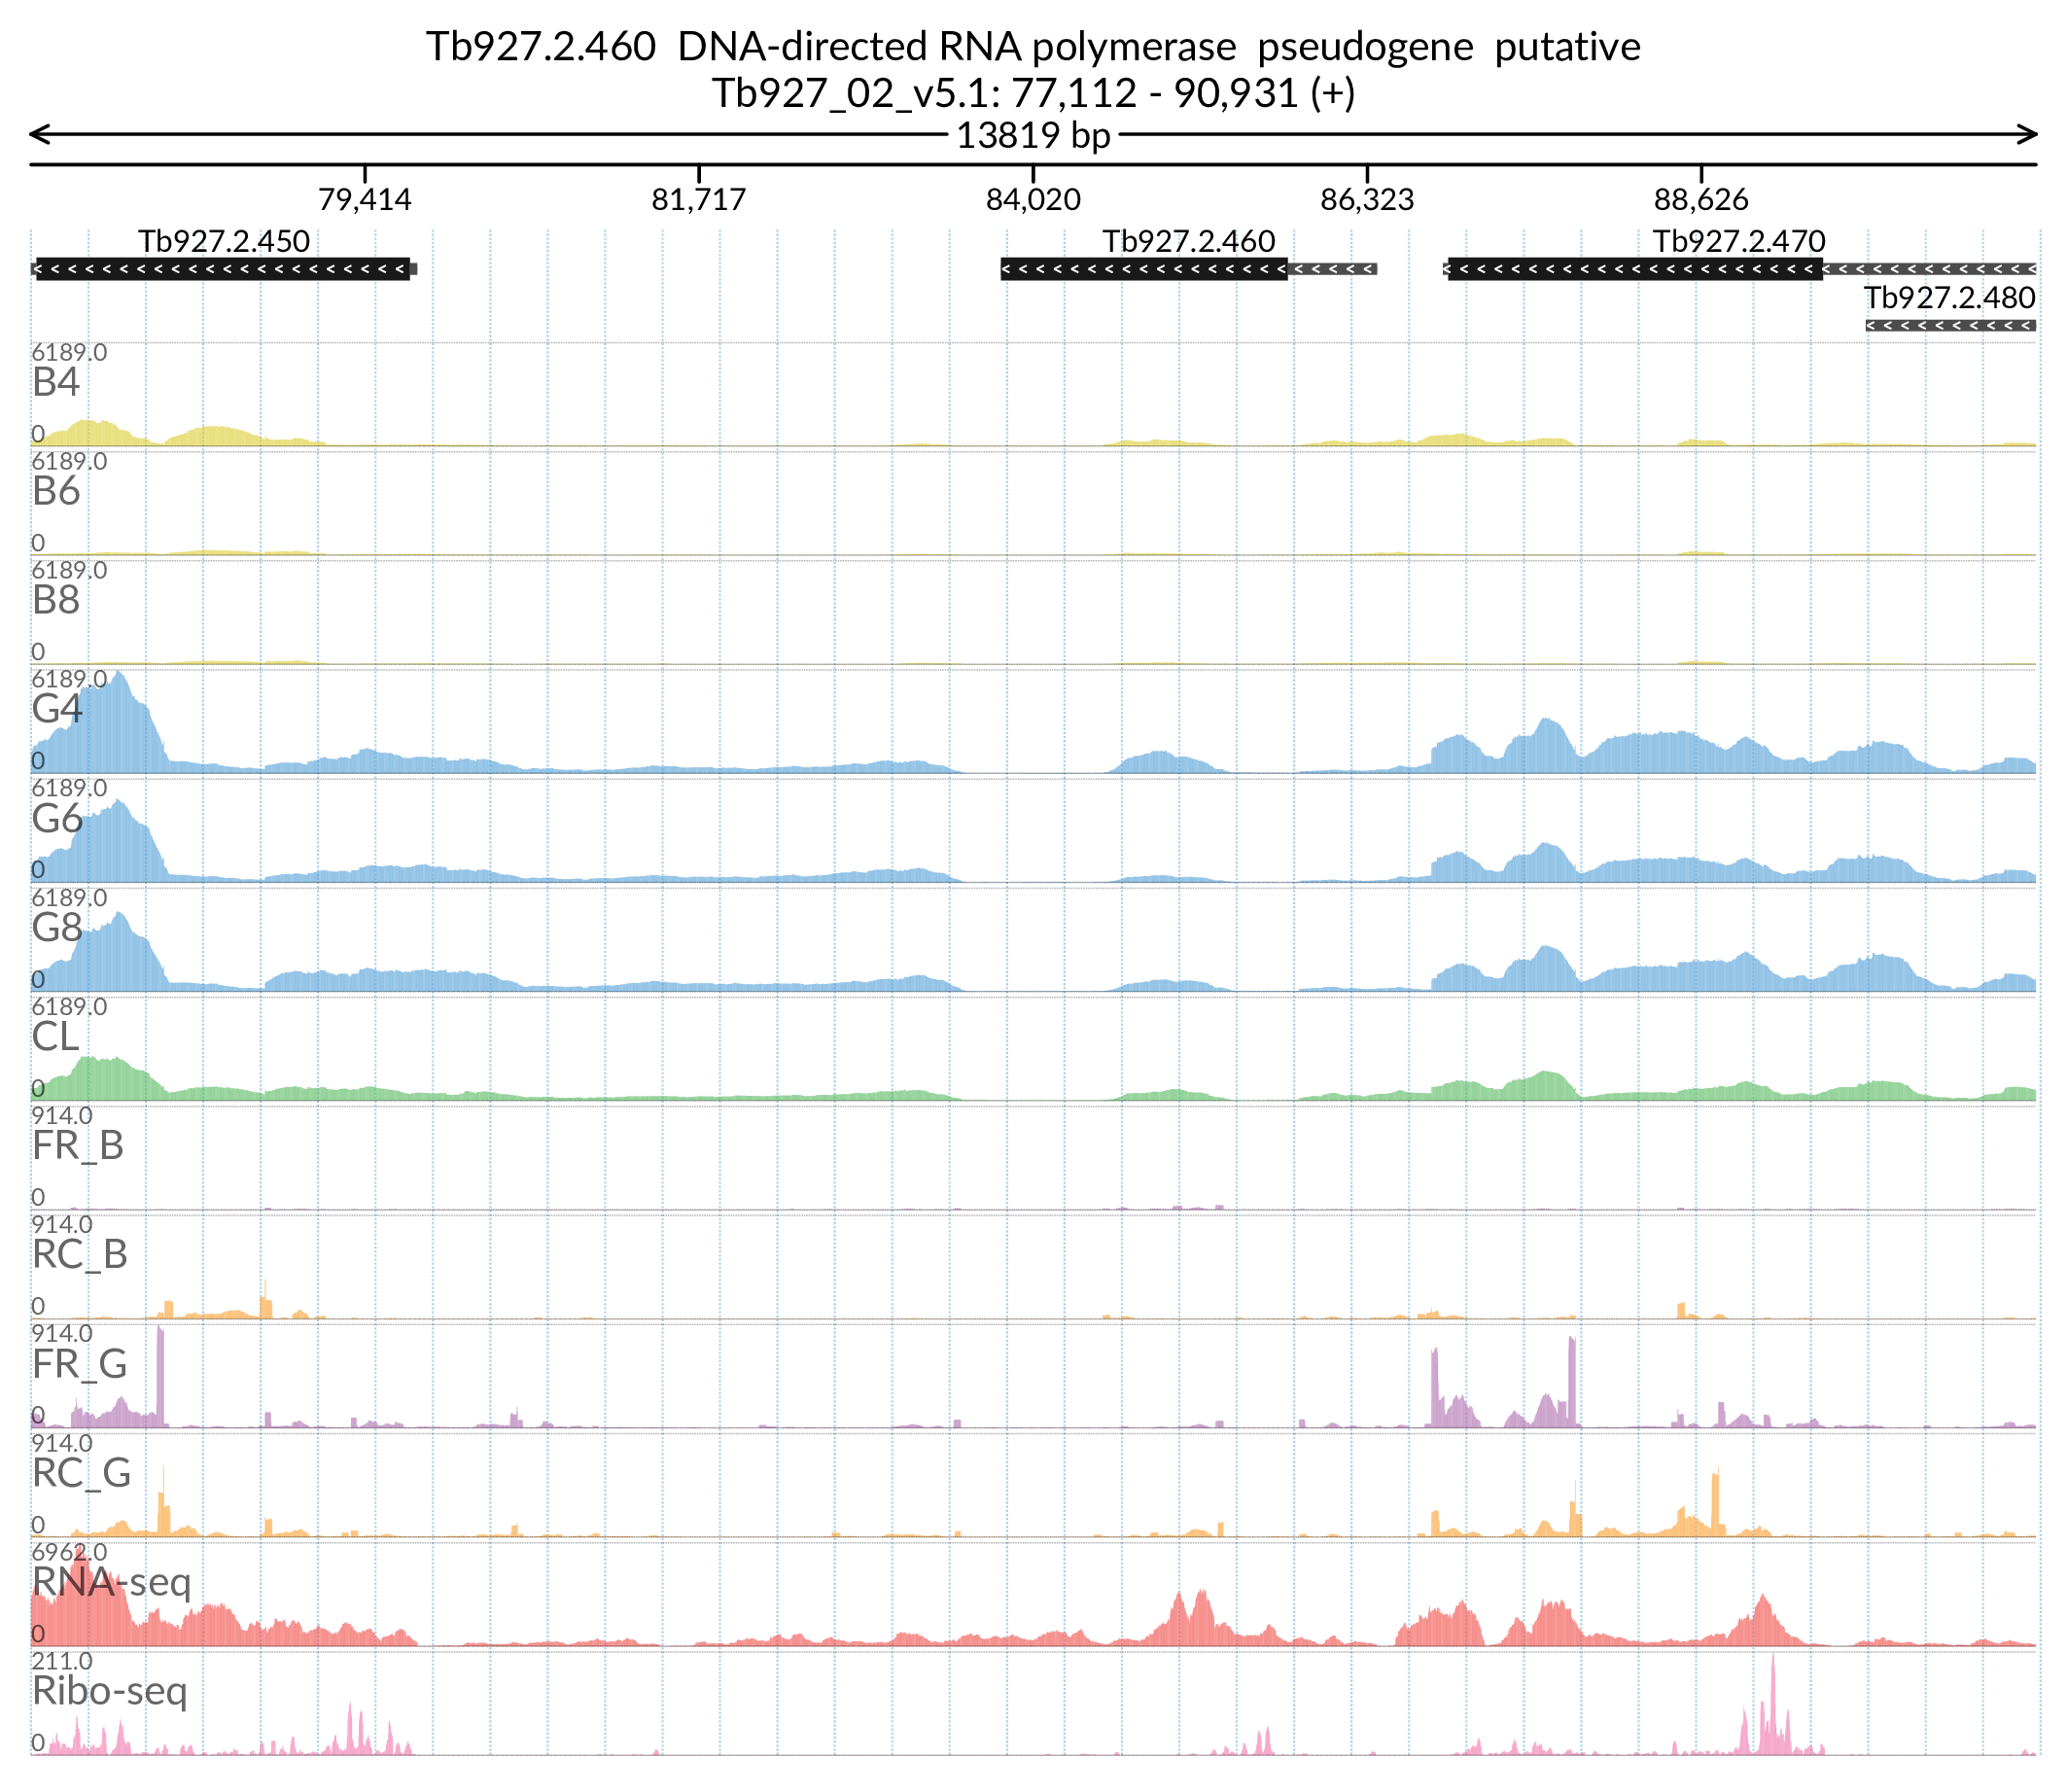 Tb927.2.460 DNA-directed RNA polymerase pseudogene putative
Tb927_02_v5.1: 77,112 - 90,931 (+)
13819 bp
79,414 81,717 84,020 86,323 88,626
Tb927.2.450 Tb927.2.460 Tb927.2.470
Tb927.2.480
6189.0
B4
0
6189.0
B6
0
6189.0
B8
0
6189.0
G4
0
6189.0
G6
0
6189.0
G8
0
6189.0
CL
0
914.0
FR_B
0
914.0
RC_B
0
914.0
FR_G
0
914.0
RC_G
0
6962.0
RNA-seq
0
211.0
Ribo-seq
0